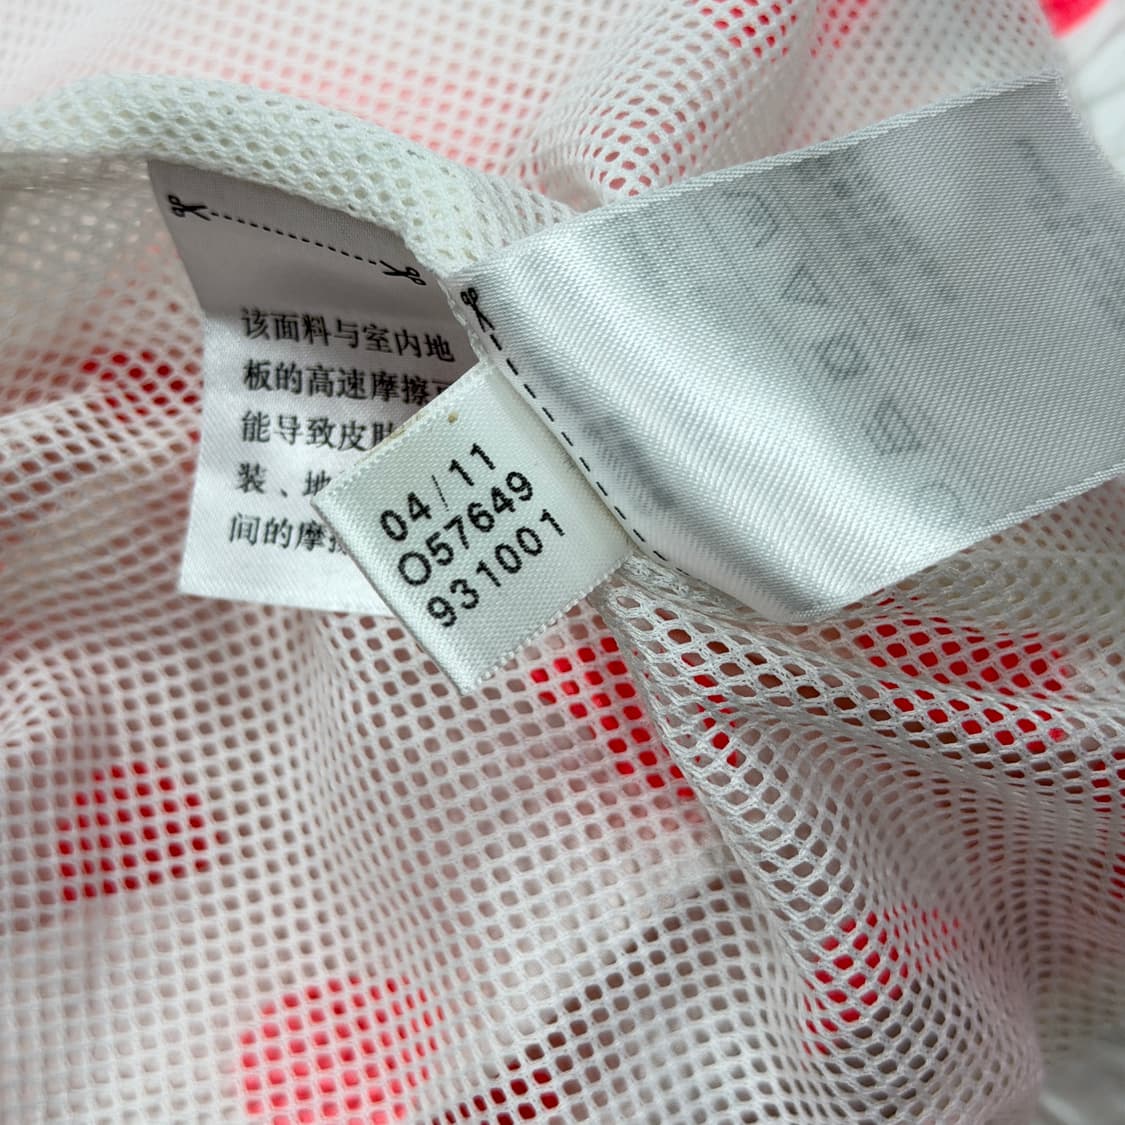 该面料与室内地
板的高速摩擦可
能导致皮肤
装、地
间的摩擦
04/11
O57649
931001